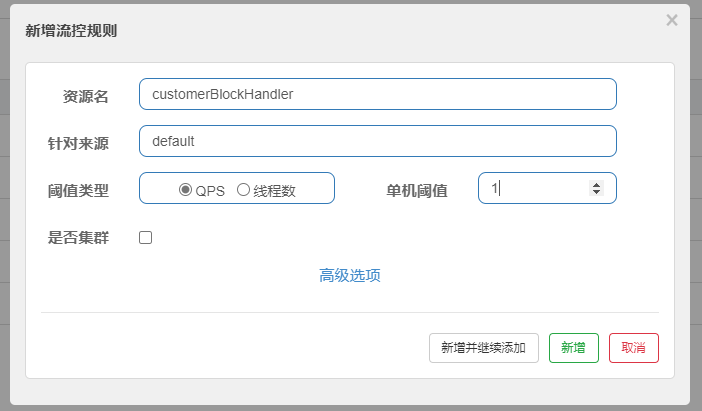 新增流控规则
×
资源名 customerBlockHandler
针对来源 default
阈值类型 QPS 线程数 单机阈值 1
是否集群
高级选项
新增并继续添加 新增 取消